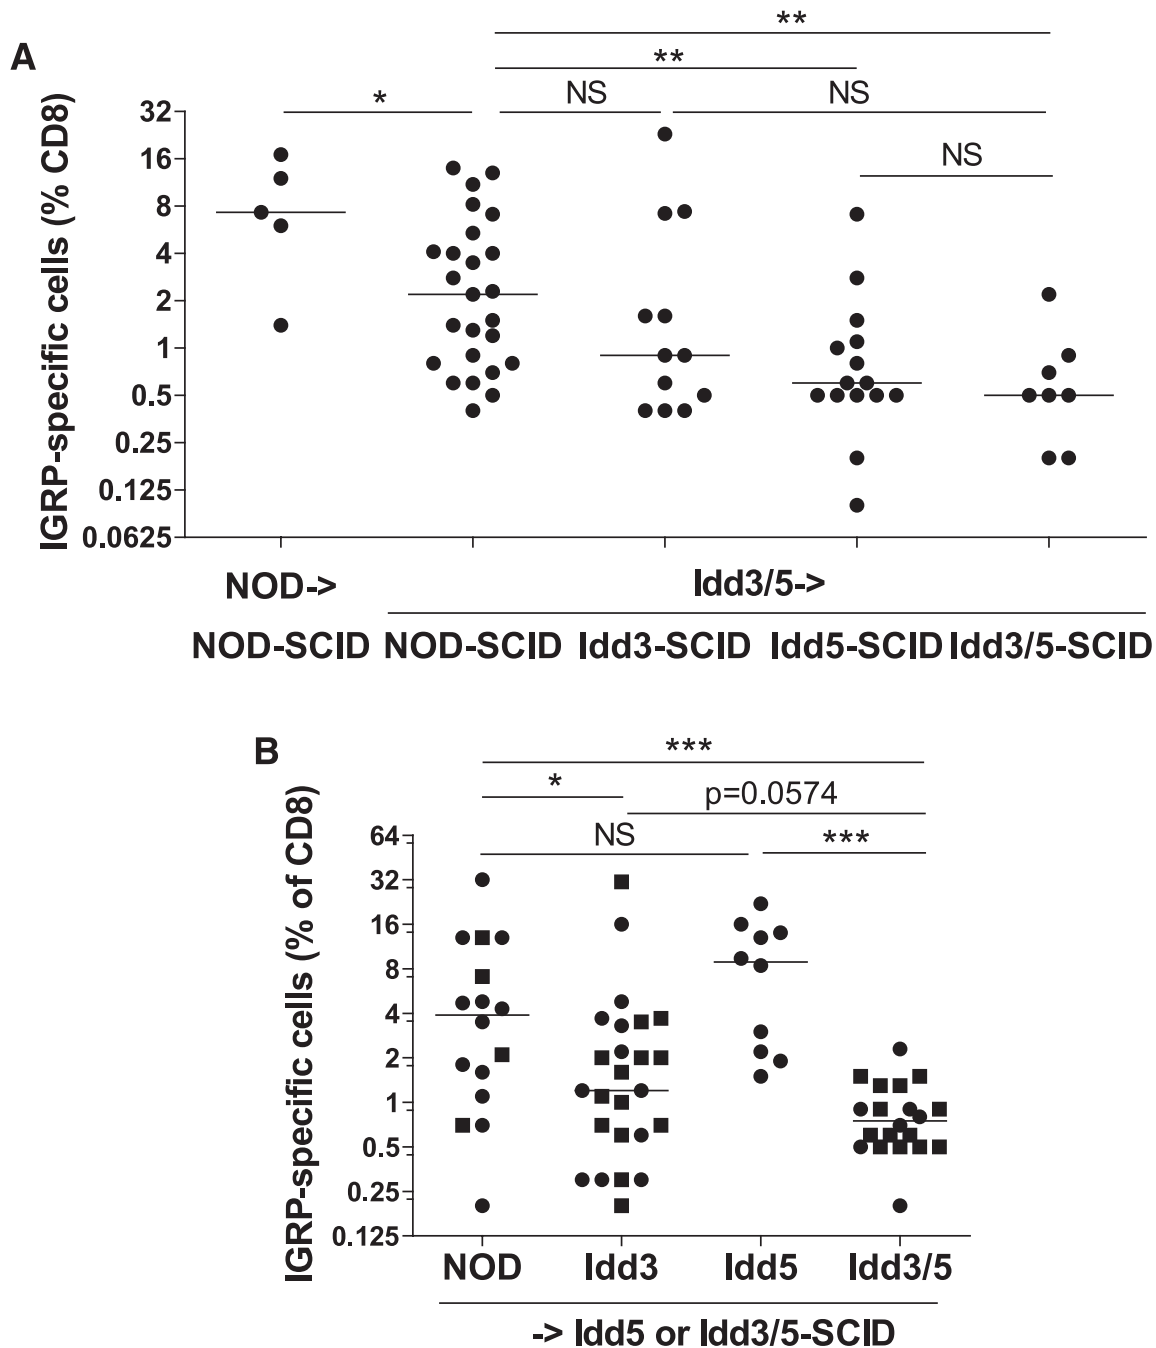 A
**
**
*
NS
NS
NS
IGRP-specific cells (% CD8)
32
16
8
4
2
1
0.5
0.25
0.125
0.0625
NOD->
Idd3/5->
NOD-SCID
NOD-SCID
Idd3-SCID
Idd5-SCID
Idd3/5-SCID
B
***
*
p=0.0574
NS
***
IGRP-specific cells (% of CD8)
64
32
16
8
4
2
1
0.5
0.25
0.125
NOD
Idd3
Idd5
Idd3/5
-> Idd5 or Idd3/5-SCID